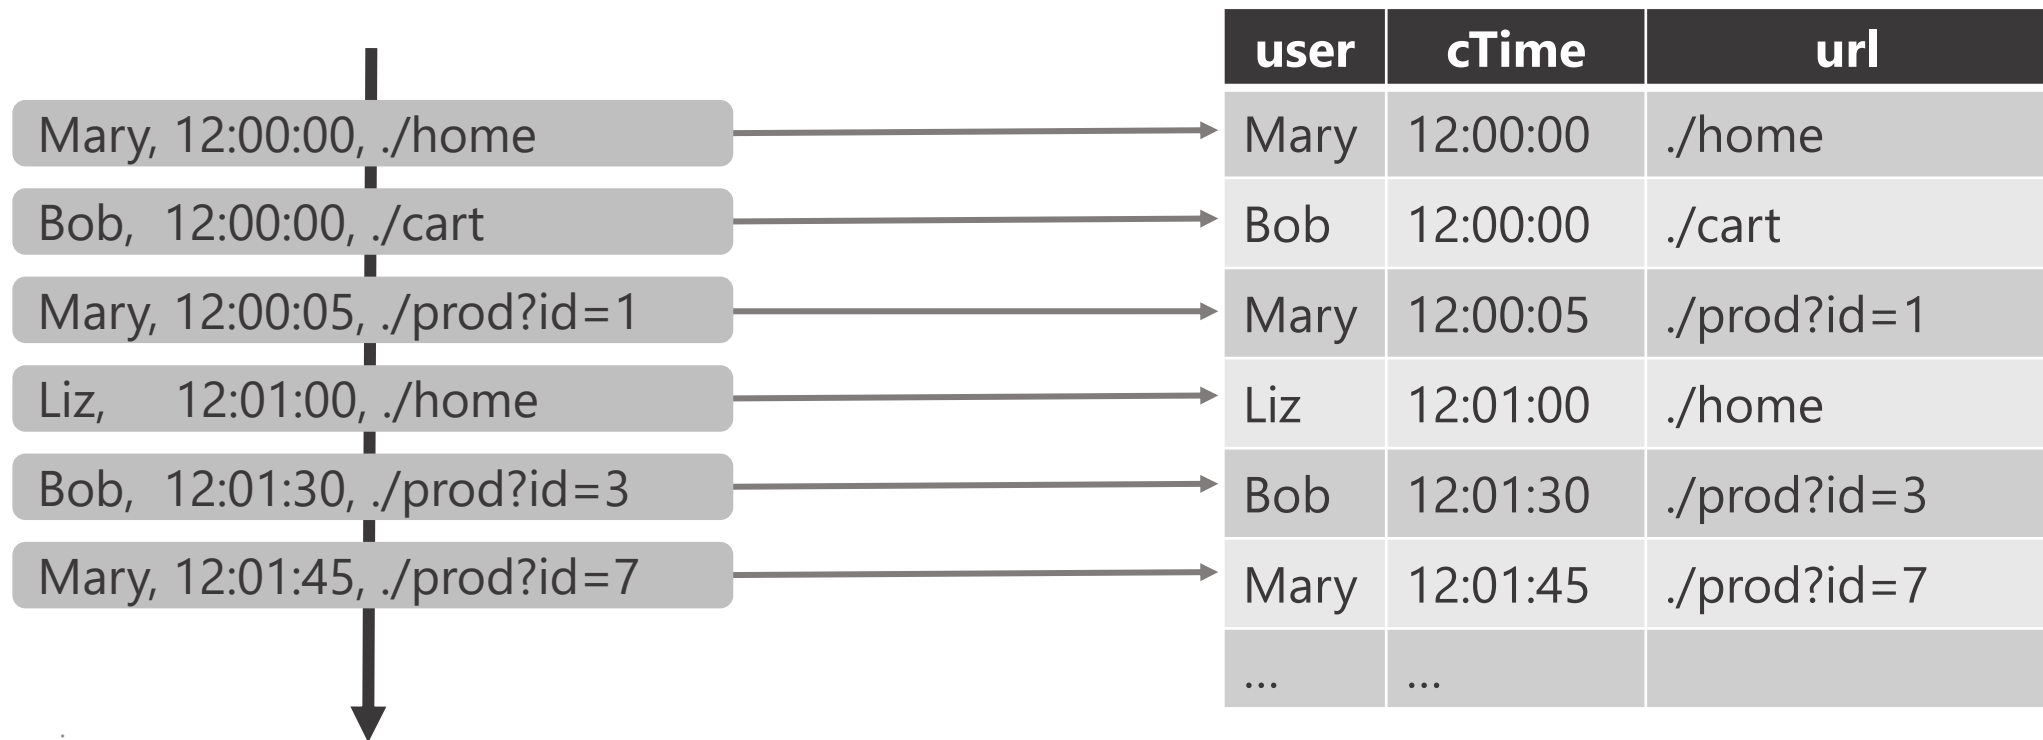 Mary, 12:00:00, ./home
Bob, 12:00:00, ./cart
Mary, 12:00:05, ./prod?id=1
Liz, 12:01:00, ./home
Bob, 12:01:30, ./prod?id=3
Mary, 12:01:45, ./prod?id=7
user cTime url
Mary 12:00:00 ./home
Bob 12:00:00 ./cart
Mary 12:00:05 ./prod?id=1
Liz 12:01:00 ./home
Bob 12:01:30 ./prod?id=3
Mary 12:01:45 ./prod?id=7
... ...